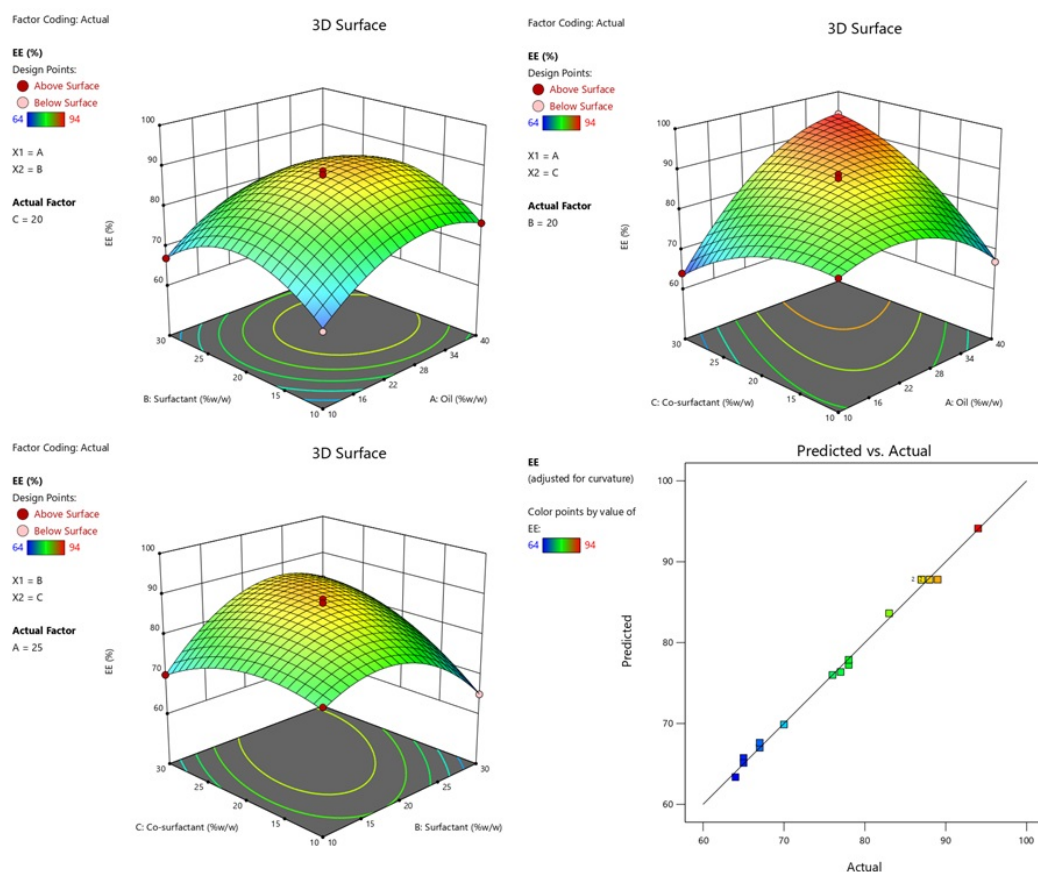 Factor Coding: Actual
3D Surface
EE (%)
Design Points:
Above Surface
Below Surface
64 94
X1 = A
X2 = B
Actual Factor
C = 20
EE (%)
100
90
80
70
60
30
25
20
15
10
10
16
22
28
34
40
B: Surfactant (%w/w)
A: Oil (%w/w)
Factor Coding: Actual
3D Surface
EE (%)
Design Points:
Above Surface
Below Surface
64 94
X1 = A
X2 = C
Actual Factor
B = 20
EE (%)
100
90
80
70
60
30
25
20
15
10
10
16
22
28
34
40
C: Co-surfactant (%w/w)
A: Oil (%w/w)
Factor Coding: Actual
3D Surface
EE (%)
Design Points:
Above Surface
Below Surface
64 94
X1 = B
X2 = C
Actual Factor
A = 25
EE (%)
100
90
80
70
60
30
25
20
15
10
10
15
20
25
30
C: Co-surfactant (%w/w)
B: Surfactant (%w/w)
Predicted vs. Actual
EE
(adjusted for curvature)
Color points by value of
EE:
64 94
Predicted
100
90
80
70
60
2
60
70
80
90
100
Actual